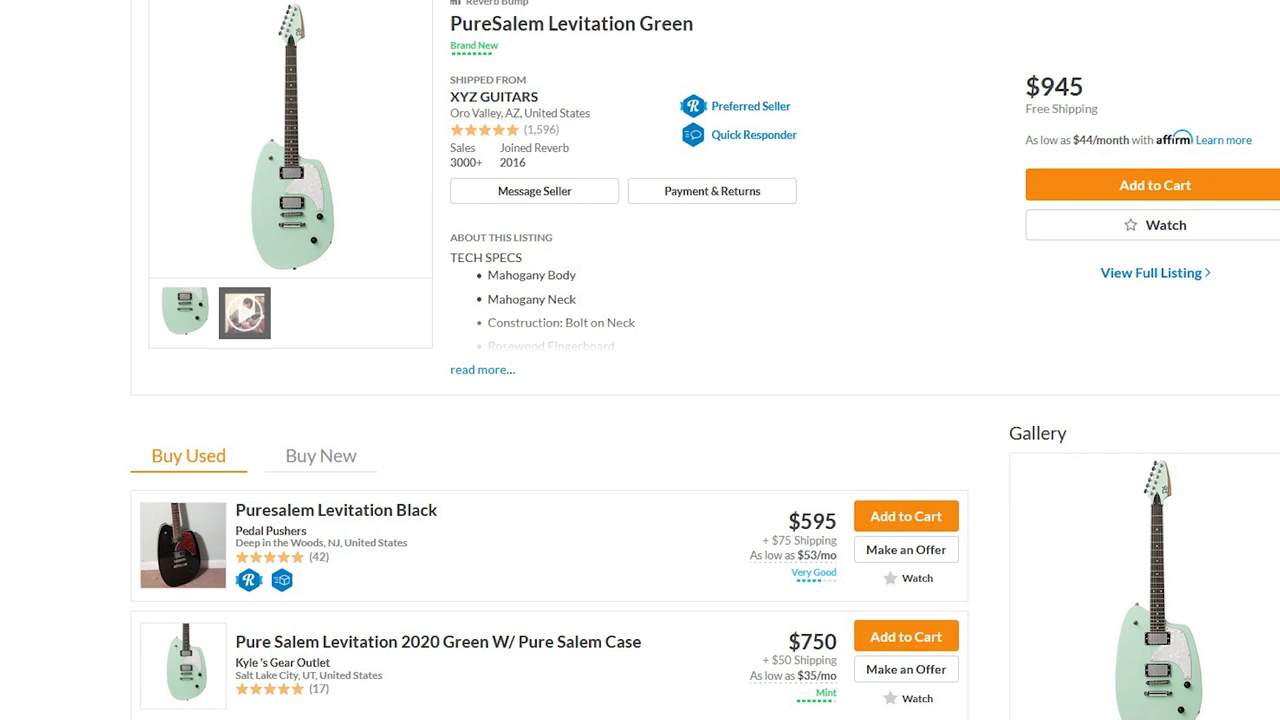 Reverb Bump
PureSalem Levitation Green
Brand New
SHIPPED FROM
XYZ GUITARS
Oro Valley, AZ, United States
(1,596)
Sales Joined Reverb
3000+ 2016
Preferred Seller
Quick Responder
Message Seller Payment & Returns
$945
Free Shipping
As low as $44/month with affirm Learn more
Add to Cart
Watch
View Full Listing
ABOUT THIS LISTING
TECH SPECS
• Mahogany Body
• Mahogany Neck
• Construction: Bolt on Neck
• Rosewood Fingerboard
read more...
Buy Used Buy New
Puresalem Levitation Black
Pedal Pushers
Deep in the Woods, NJ, United States
(42)
$595
+ $75 Shipping
As low as $53/mo
Very Good
Add to Cart
Make an Offer
Watch
Pure Salem Levitation 2020 Green W/ Pure Salem Case
Kyle 's Gear Outlet
Salt Lake City, UT, United States
(17)
$750
+ $50 Shipping
As low as $35/mo
Mint
Add to Cart
Make an Offer
Watch
Gallery